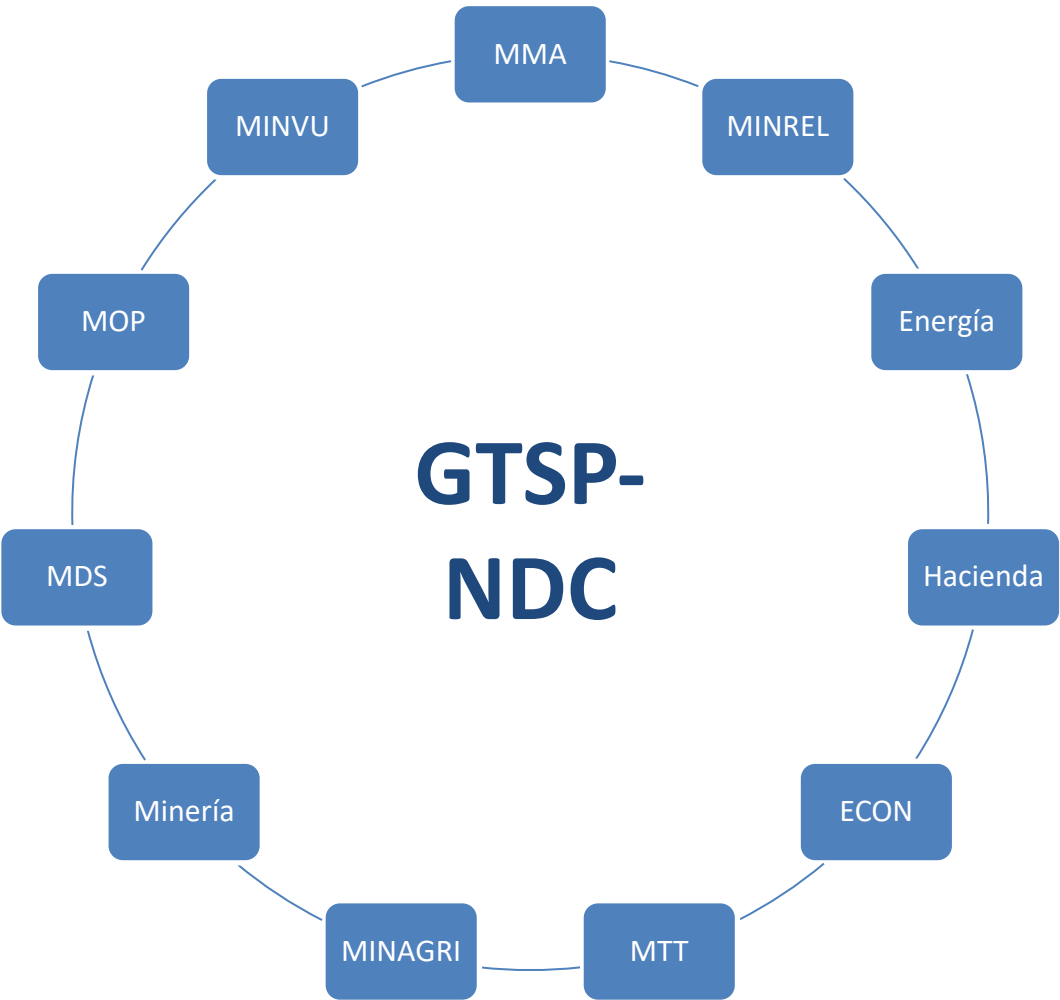 MMA
MINREL
Energía
Hacienda
ECON
MTT
MINAGRI
Minería
MDS
MOP
MINVU
GTSP-
NDC